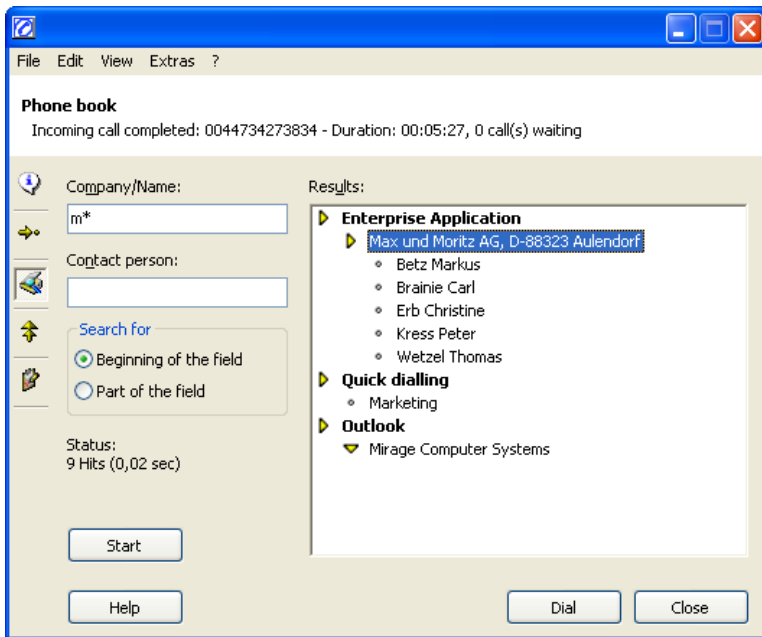 File Edit View Extras ?
Phone book
Incoming call completed: 0044734273834 - Duration: 00:05:27, 0 call(s) waiting
Company/Name:
m*
Contact person:
Search for
Beginning of the field
Part of the field
Status:
9 Hits (0,02 sec)
Start
Help
Results:
Enterprise Application
Max und Moritz AG, D-88323 Aulendorf
Betz Markus
Brainie Carl
Erb Christine
Kress Peter
Wetzel Thomas
Quick dialling
Marketing
Outlook
Mirage Computer Systems
Dial Close